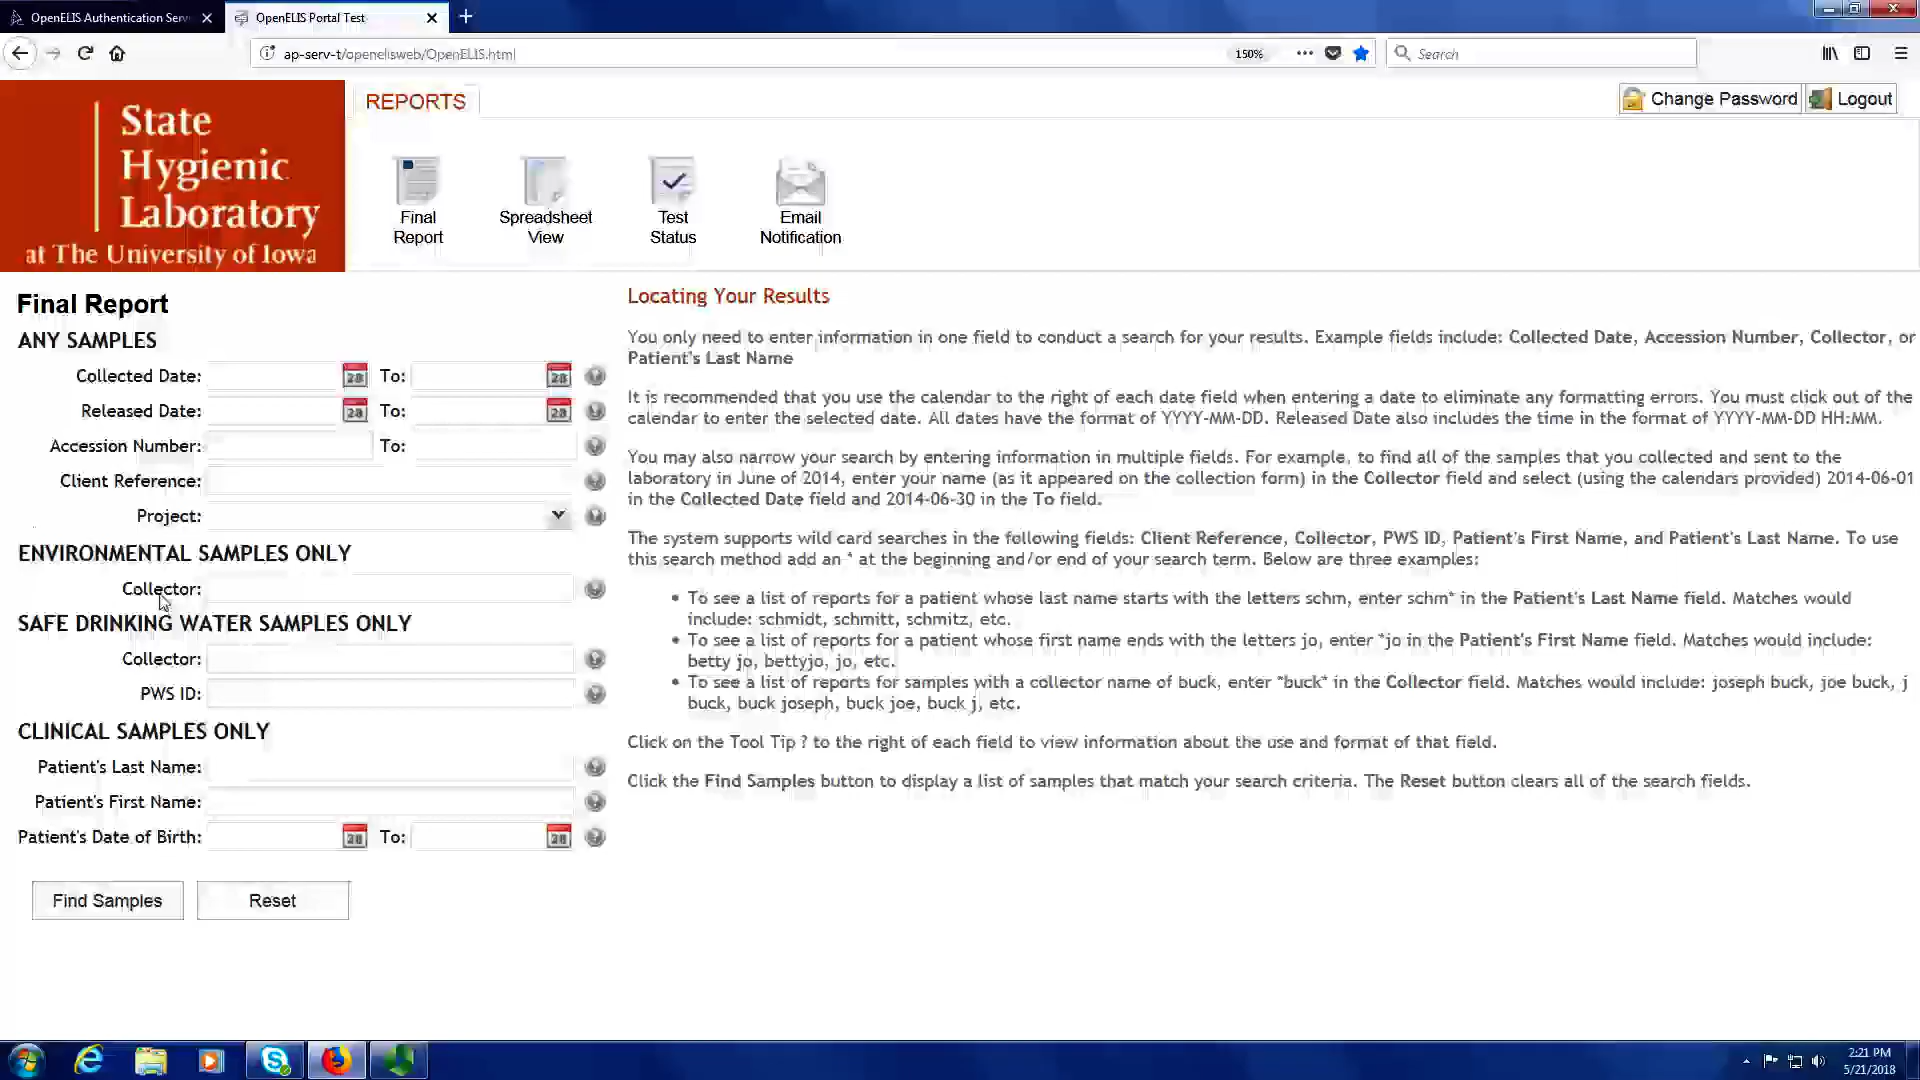 OpenELIS Authentication Serv
OpenELIS Portal Test
ap-serv-t/openelisweb/OpenELIS.html
150%
Search
State
Hygienic
Laboratory
at The University of Iowa
REPORTS
Change Password
Logout
Final
Report
Spreadsheet
View
Test
Status
Email
Notification
Final Report
ANY SAMPLES
Collected Date:
To:
Released Date:
To:
Accession Number:
To:
Client Reference:
Project:
ENVIRONMENTAL SAMPLES ONLY
Collector:
SAFE DRINKING WATER SAMPLES ONLY
Collector:
PWS ID:
CLINICAL SAMPLES ONLY
Patient's Last Name:
Patient's First Name:
Patient's Date of Birth:
To:
Find Samples
Reset
Locating Your Results
You only need to enter information in one field to conduct a search for your results. Example fields include: Collected Date, Accession Number, Collector, or
Patient's Last Name
It is recommended that you use the calendar to the right of each date field when entering a date to eliminate any formatting errors. You must click out of the
calendar to enter the selected date. All dates have the format of YYYY-MM-DD. Released Date also includes the time in the format of YYYY-MM-DD HH:MM.
You may also narrow your search by entering information in multiple fields. For example, to find all of the samples that you collected and sent to the
laboratory in June of 2014, enter your name (as it appeared on the collection form) in the Collector field and select (using the calendars provided) 2014-06-01
in the Collected Date field and 2014-06-30 in the To field.
The system supports wild card searches in the following fields: Client Reference, Collector, PWS ID, Patient's First Name, and Patient's Last Name. To use
this search method add an * at the beginning and/or end of your search term. Below are three examples:
• To see a list of reports for a patient whose last name starts with the letters schm, enter schm* in the Patient's Last Name field. Matches would
include: schmidt, schmitt, schmitz, etc.
• To see a list of reports for a patient whose first name ends with the letters jo, enter *jo in the Patient's First Name field. Matches would include:
betty jo, bettyjo, jo, etc.
• To see a list of reports for samples with a collector name of buck, enter *buck* in the Collector field. Matches would include: joseph buck, joe buck, j
buck, buck joseph, buck joe, buck j, etc.
Click on the Tool Tip ? to the right of each field to view information about the use and format of that field.
Click the Find Samples button to display a list of samples that match your search criteria. The Reset button clears all of the search fields.
2:21 PM
5/21/2018